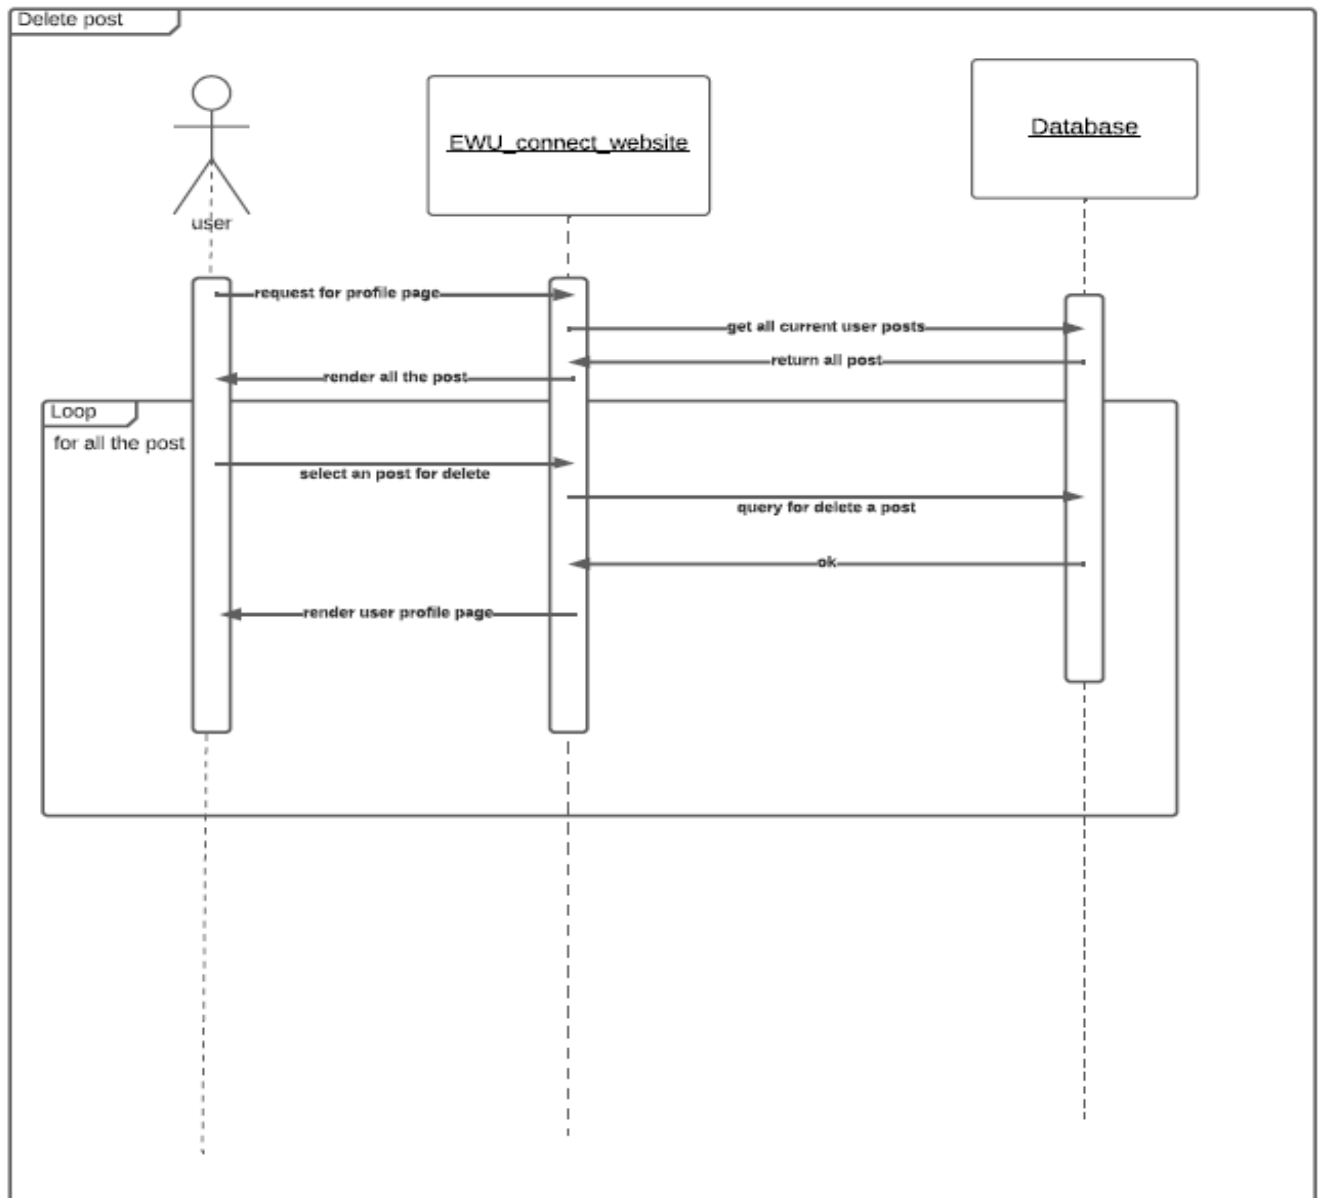 Delete post
user
EWU_connect_website
Database
request for profile page
get all current user posts
return all post
render all the post
Loop
for all the post
select an post for delete
query for delete a post
ok
render user profile page